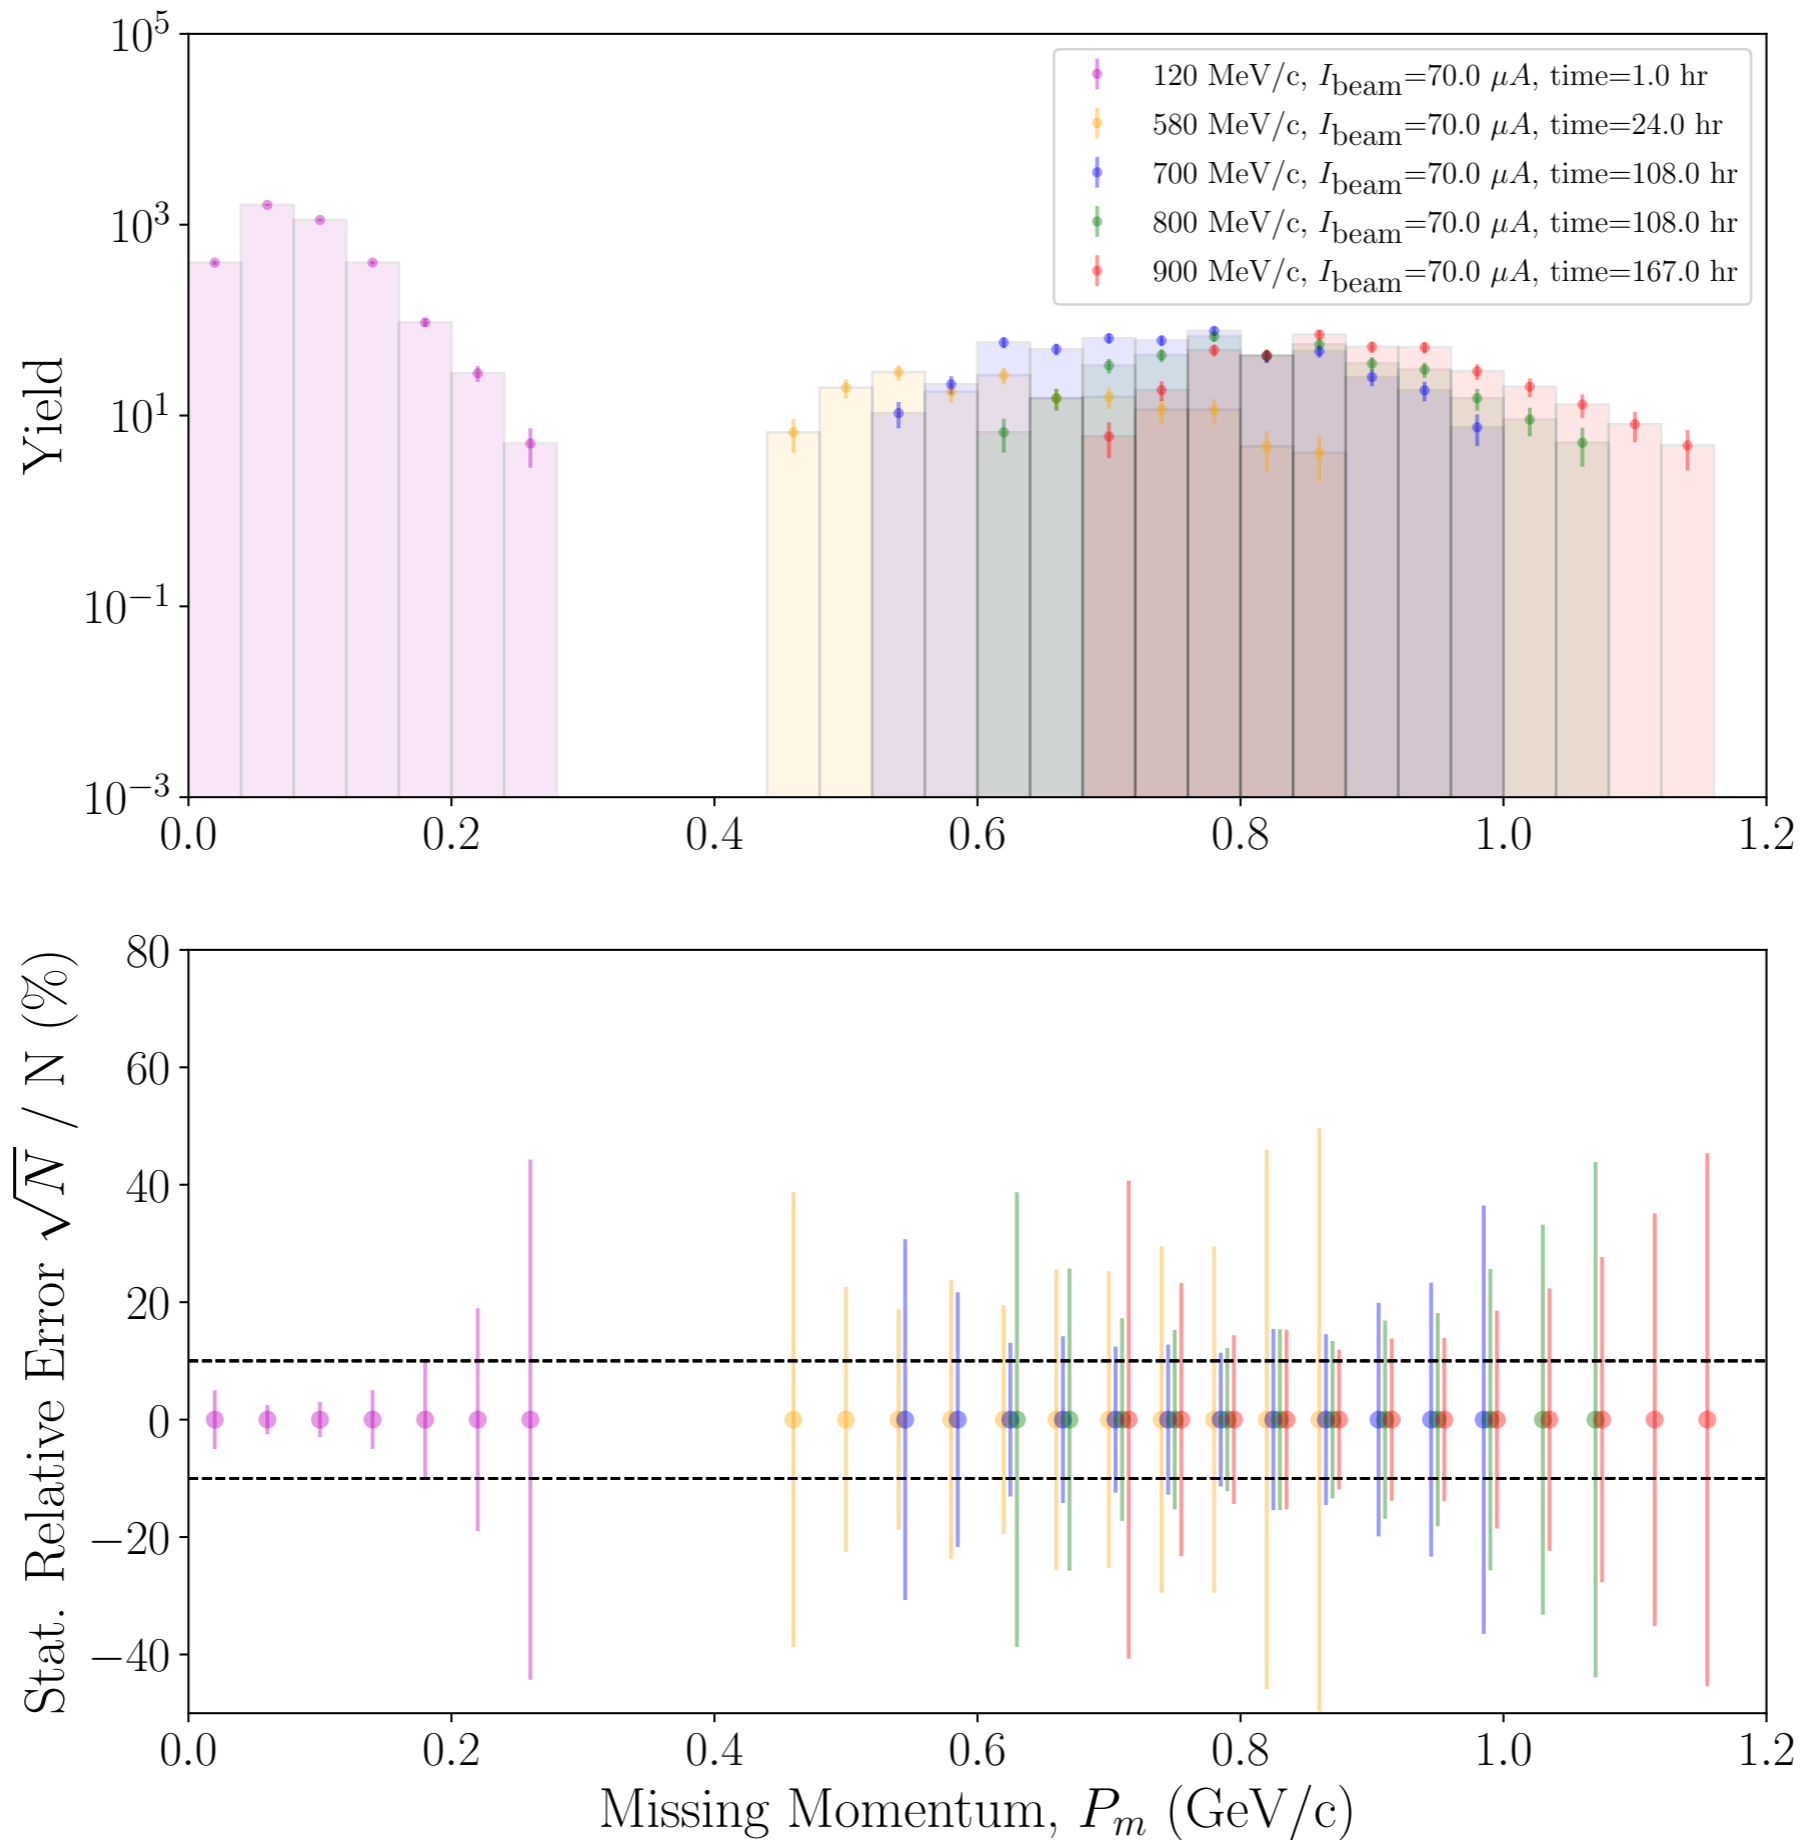 10^5
10^3
10^1
10^−1
10^−3
Yield
120 MeV/c, I_beam=70.0 μA, time=1.0 hr
580 MeV/c, I_beam=70.0 μA, time=24.0 hr
700 MeV/c, I_beam=70.0 μA, time=108.0 hr
800 MeV/c, I_beam=70.0 μA, time=108.0 hr
900 MeV/c, I_beam=70.0 μA, time=167.0 hr
0.0 0.2 0.4 0.6 0.8 1.0 1.2
80
60
40
20
0
−20
−40
Stat. Relative Error √N / N (%)
0.0 0.2 0.4 0.6 0.8 1.0 1.2
Missing Momentum, P_m (GeV/c)